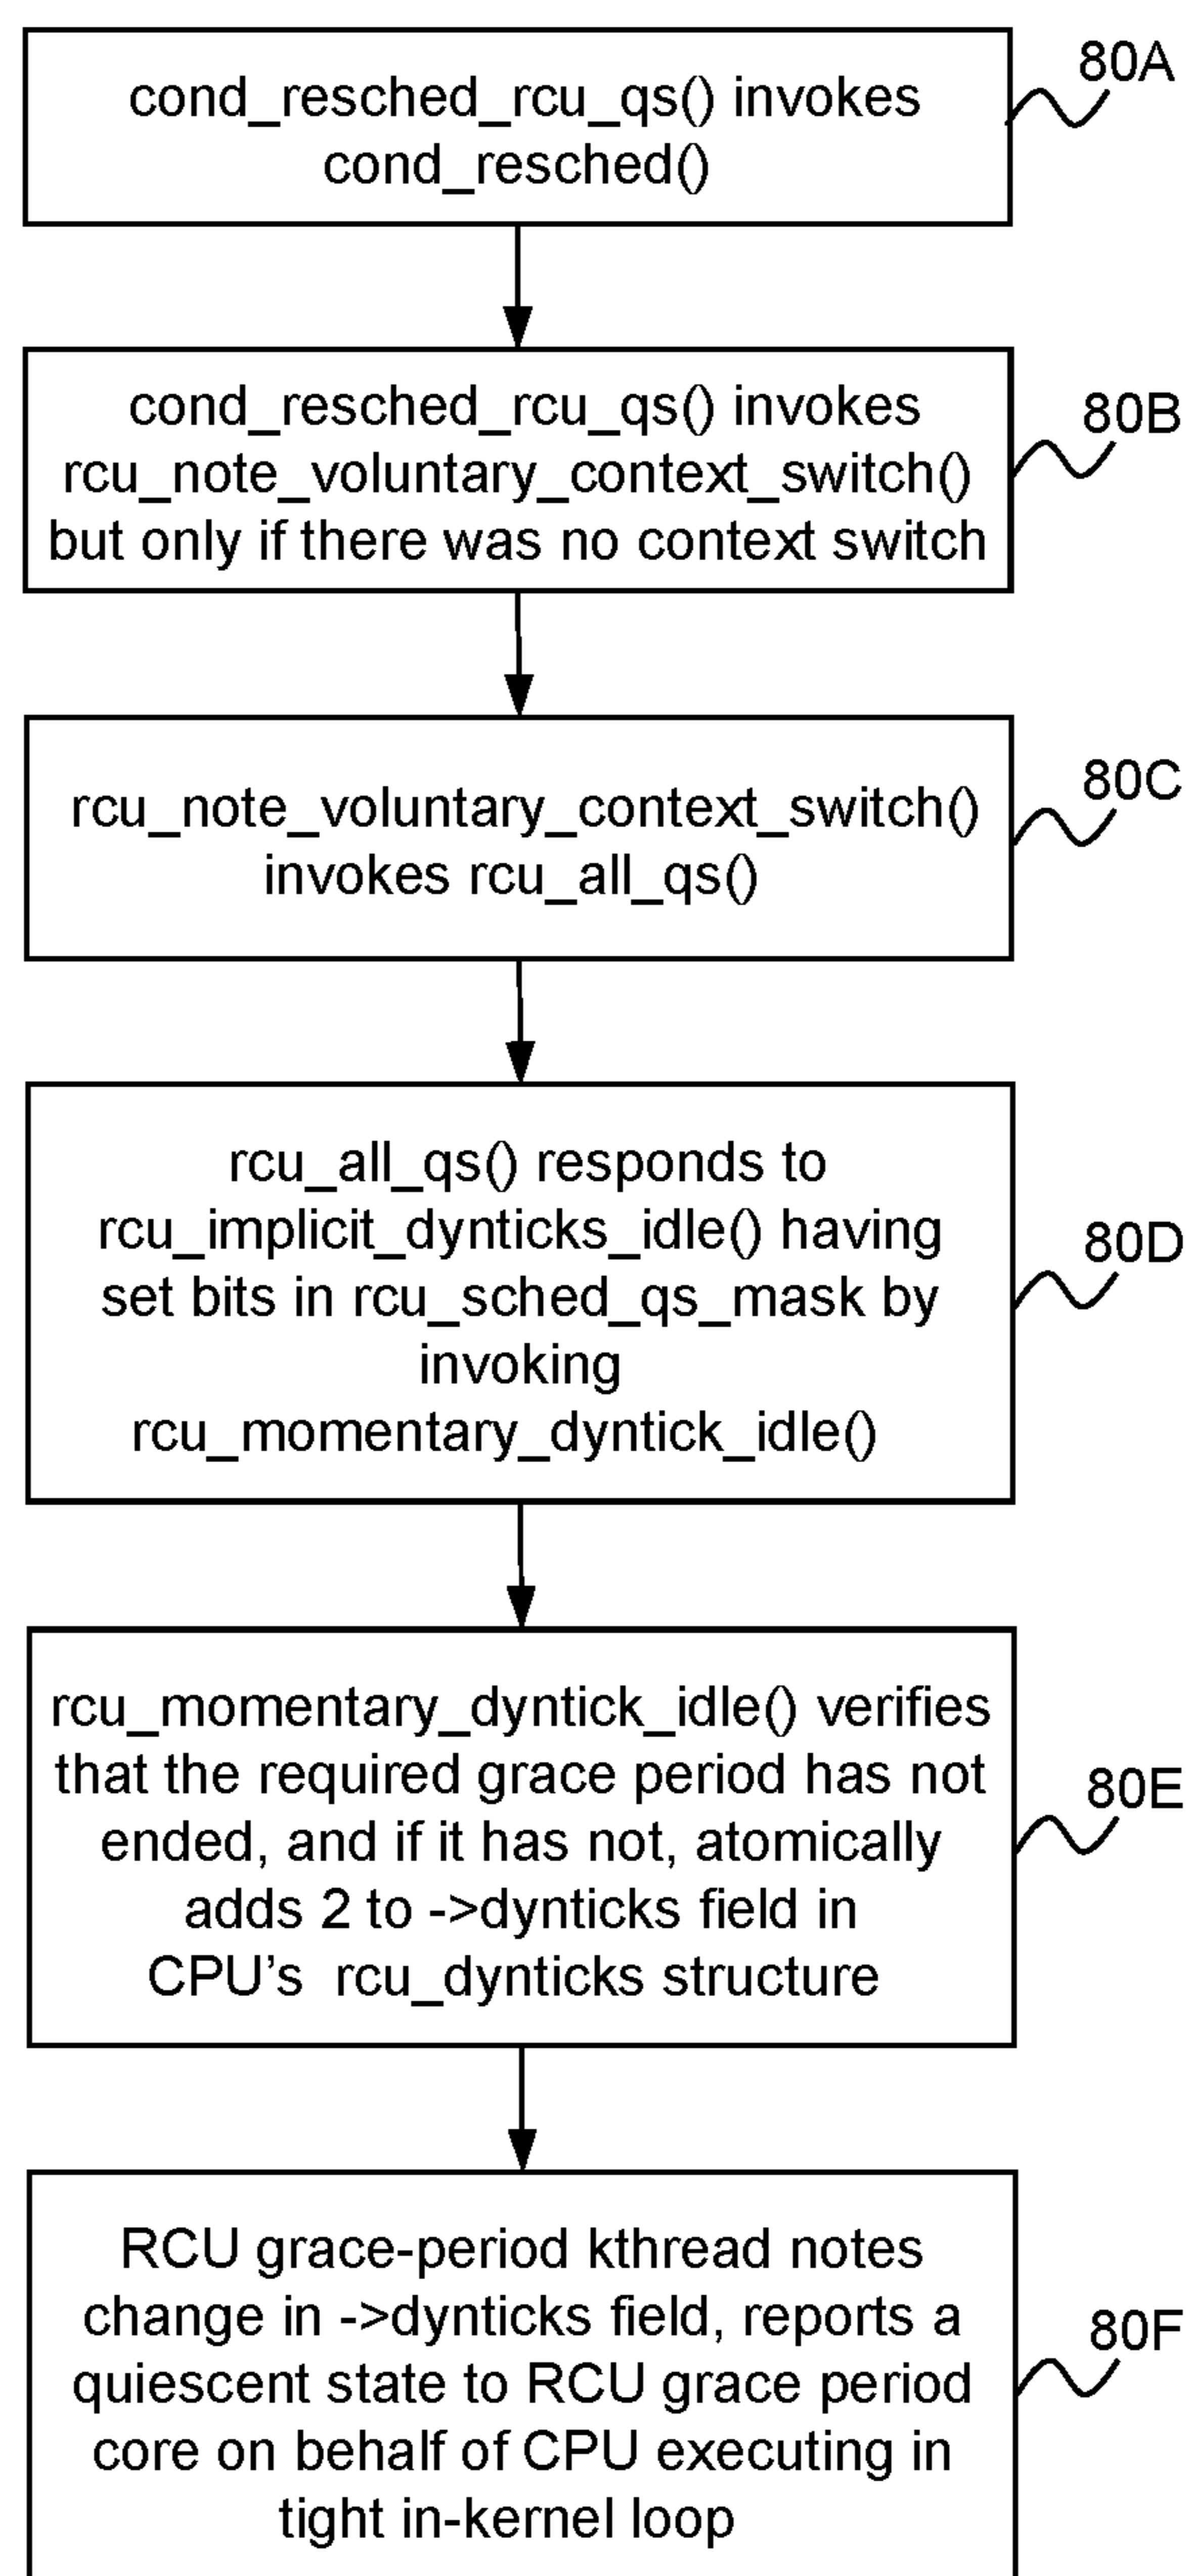 80A
cond_resched_rcu_qs() invokes
cond_resched()
80B
cond_resched_rcu_qs() invokes
rcu_note_voluntary_context_switch()
but only if there was no context switch
80C
rcu_note_voluntary_context_switch()
invokes rcu_all_qs()
80D
rcu_all_qs() responds to
rcu_implicit_dynticks_idle() having
set bits in rcu_sched_qs_mask by
invoking
rcu_momentary_dyntick_idle()
80E
rcu_momentary_dyntick_idle() verifies
that the required grace period has not
ended, and if it has not, atomically
adds 2 to ->dynticks field in
CPU's rcu_dynticks structure
80F
RCU grace-period kthread notes
change in ->dynticks field, reports a
quiescent state to RCU grace period
core on behalf of CPU executing in
tight in-kernel loop